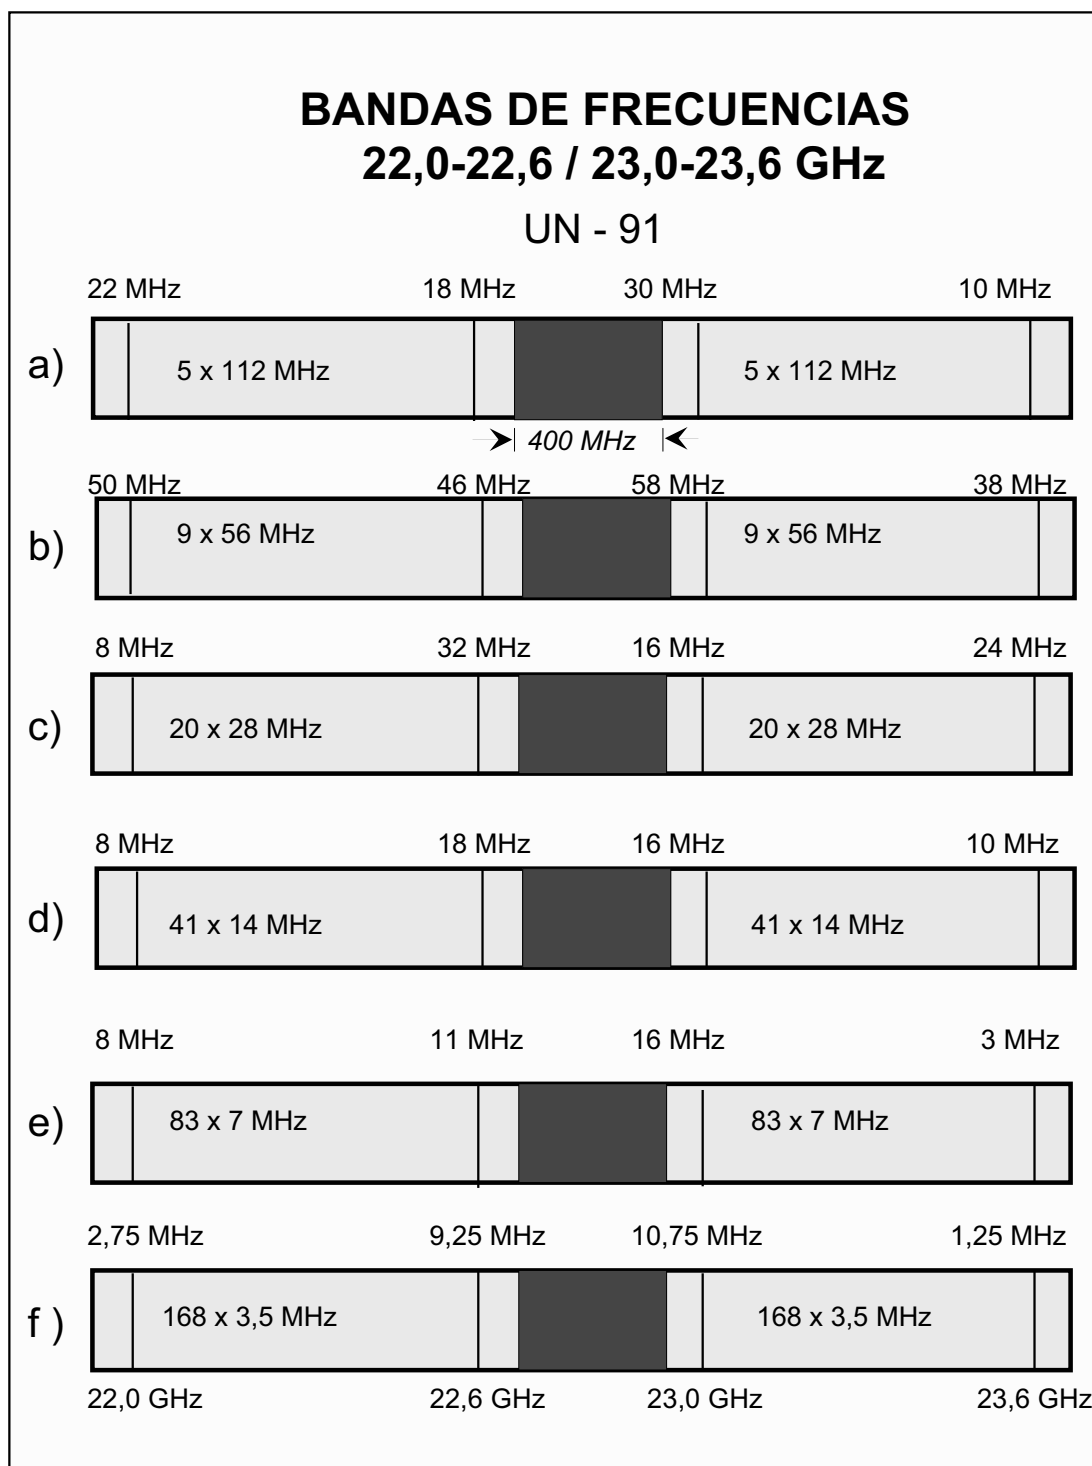 BANDAS DE FRECUENCIAS
22,0-22,6 / 23,0-23,6 GHz
UN - 91
22 MHz 18 MHz 30 MHz 10 MHz
a) 5 x 112 MHz 5 x 112 MHz
400 MHz
50 MHz 46 MHz 58 MHz 38 MHz
b) 9 x 56 MHz 9 x 56 MHz
8 MHz 32 MHz 16 MHz 24 MHz
c) 20 x 28 MHz 20 x 28 MHz
8 MHz 18 MHz 16 MHz 10 MHz
d) 41 x 14 MHz 41 x 14 MHz
8 MHz 11 MHz 16 MHz 3 MHz
e) 83 x 7 MHz 83 x 7 MHz
2,75 MHz 9,25 MHz 10,75 MHz 1,25 MHz
f ) 168 x 3,5 MHz 168 x 3,5 MHz
22,0 GHz 22,6 GHz 23,0 GHz 23,6 GHz